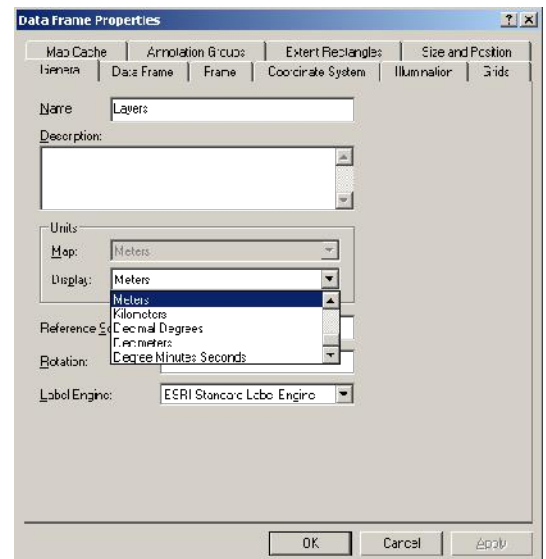 Data Frame Properties
Map Cache Annotation Groups Extent Rectangles Size and Position
General Data Frame Frame Coordinate System Illumination Grids
Name Layers
Description:
Units
Map: Meters
Display: Meters
Meters
Kilometers
Decimal Degrees
Decimeters
Degree Minutes Seconds
Reference
Rotation:
Label Engine: ESRI Standard Label Engine
OK Cancel Apply